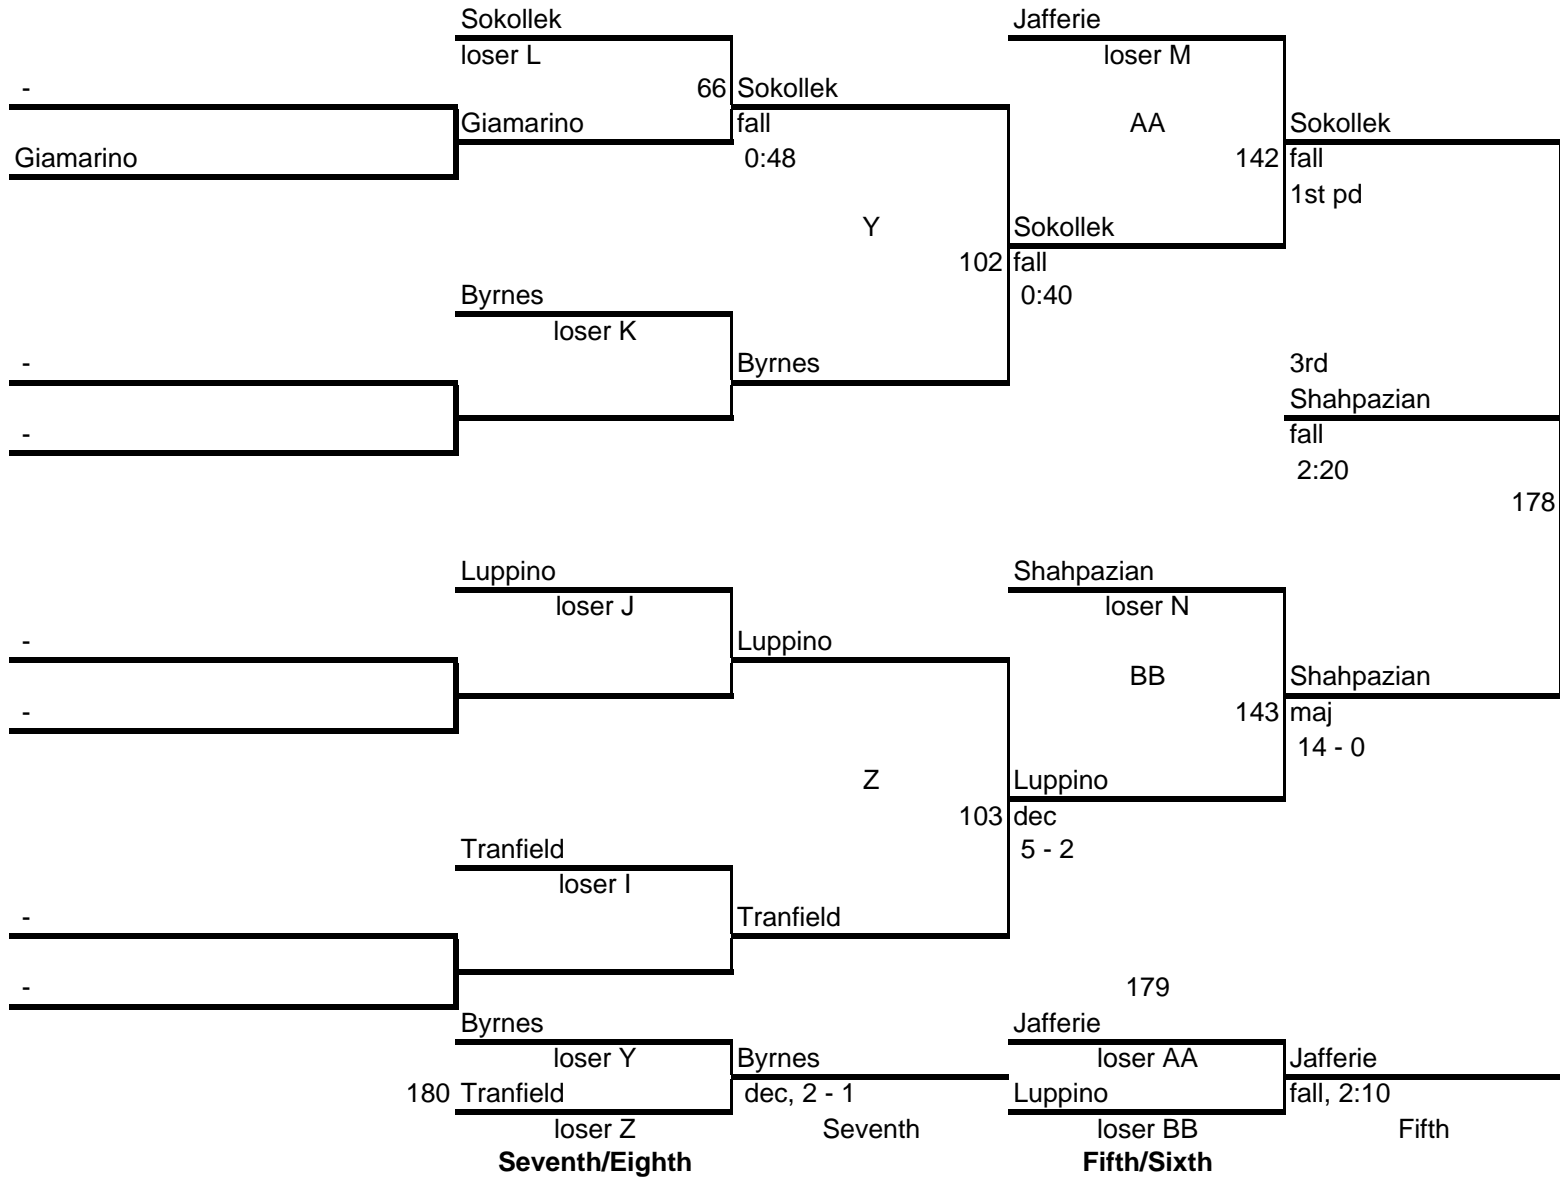 Sokollek Jafferie
loser L loser M
- 66 Sokollek
Giamarino fall AA Sokollek
Giamarino 0:48 142 fall
1st pd
Y Sokollek
102 fall
Byrnes 0:40
loser K
- Byrnes 3rd
Shahpazian
- fall
2:20
178
Luppino Shahpazian
loser J loser N
- Luppino
BB Shahpazian
- 143 maj
14 - 0
Z Luppino
103 dec
Tranfield 5 - 2
loser I
- Tranfield
- 179
Byrnes Jafferie
loser Y Byrnes loser AA Jafferie
180 Tranfield dec, 2 - 1 Luppino fall, 2:10
loser Z Seventh loser BB Fifth
Seventh/Eighth Fifth/Sixth